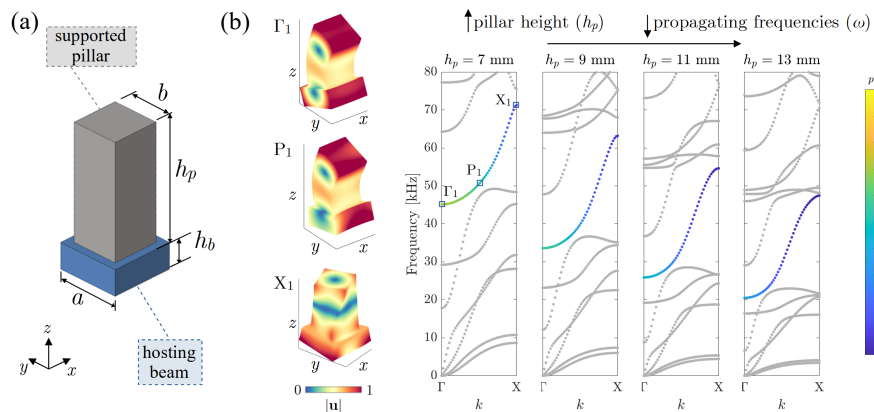 (a)
supported
pillar
b
h_p
h_b
a
z
y
x
hosting
beam
(b)
Γ1
z
y
x
P1
z
y
x
X1
z
y
x
0
1
|u|
↑pillar height (h_p)
↓propagating frequencies (ω)
h_p = 7 mm
h_p = 9 mm
h_p = 11 mm
h_p = 13 mm
Frequency [kHz]
80
70
60
50
40
30
20
10
0
Γ1
P1
X1
Γ
X
Γ
X
Γ
X
Γ
X
k
k
k
k
p